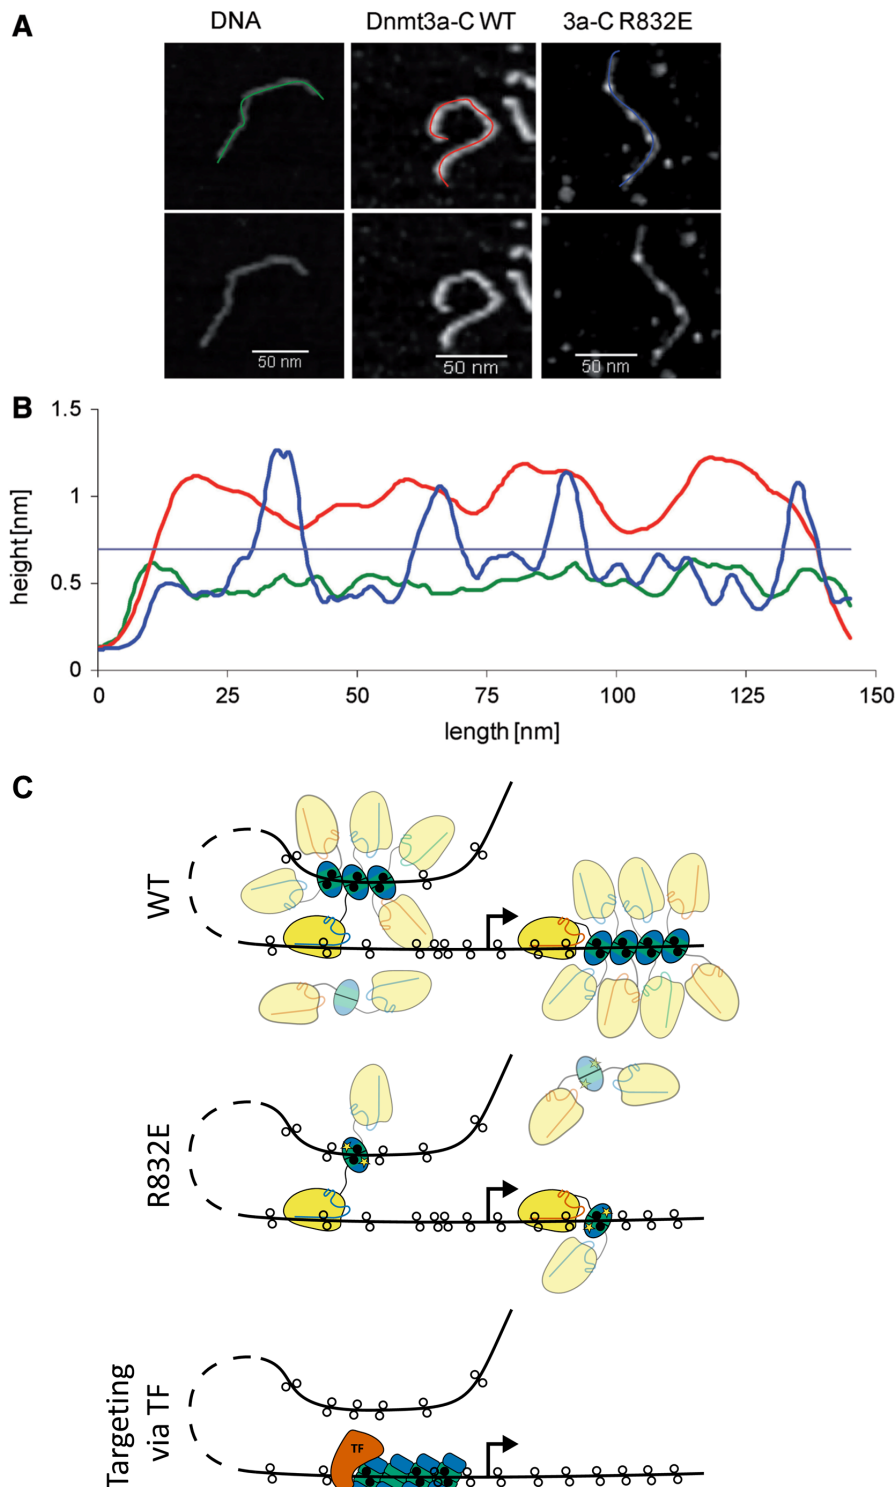 A
DNA
Dnmt3a-C WT
3a-C R832E
50 nm
50 nm
50 nm
B
1.5
1
0.5
0
height [nm]
0
25
50
75
100
125
150
length [nm]
C
WT
R832E
Targeting
via TF
TF